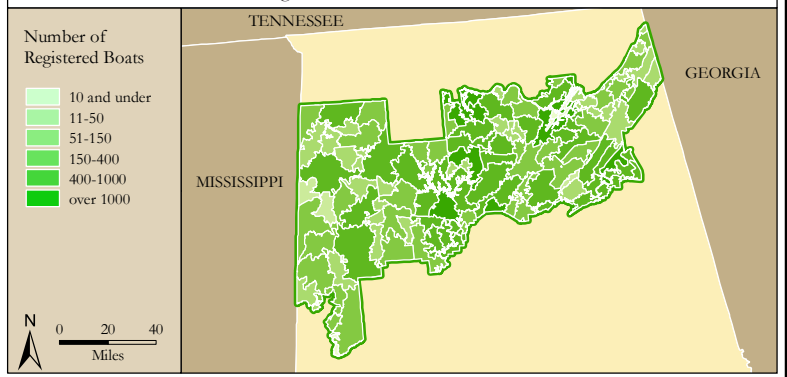 TENNESSEE
Number of
Registered Boats
GEORGIA
10 and under
11-50
51-150
150-400
400-1000
over 1000
MISSISSIPPI
N
0 20 40
Miles